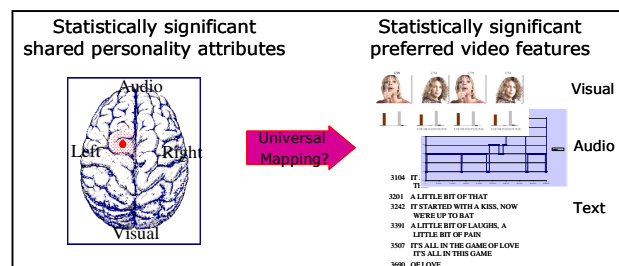 Statistically significant
shared personality attributes
Statistically significant
preferred video features
Audio
Left
Right
Visual
Universal
Mapping?
Visual
Audio
Text
3104 IT
3201 A LITTLE BIT OF THAT
3242 IT STARTED WITH A KISS, NOW
WE'RE UP TO BAT
3391 A LITTLE BIT OF LAUGHS, A
LITTLE BIT OF PAIN
3507 IT'S ALL IN THE GAME OF LOVE
IT'S ALL IN THIS GAME
3690 OF LOVE